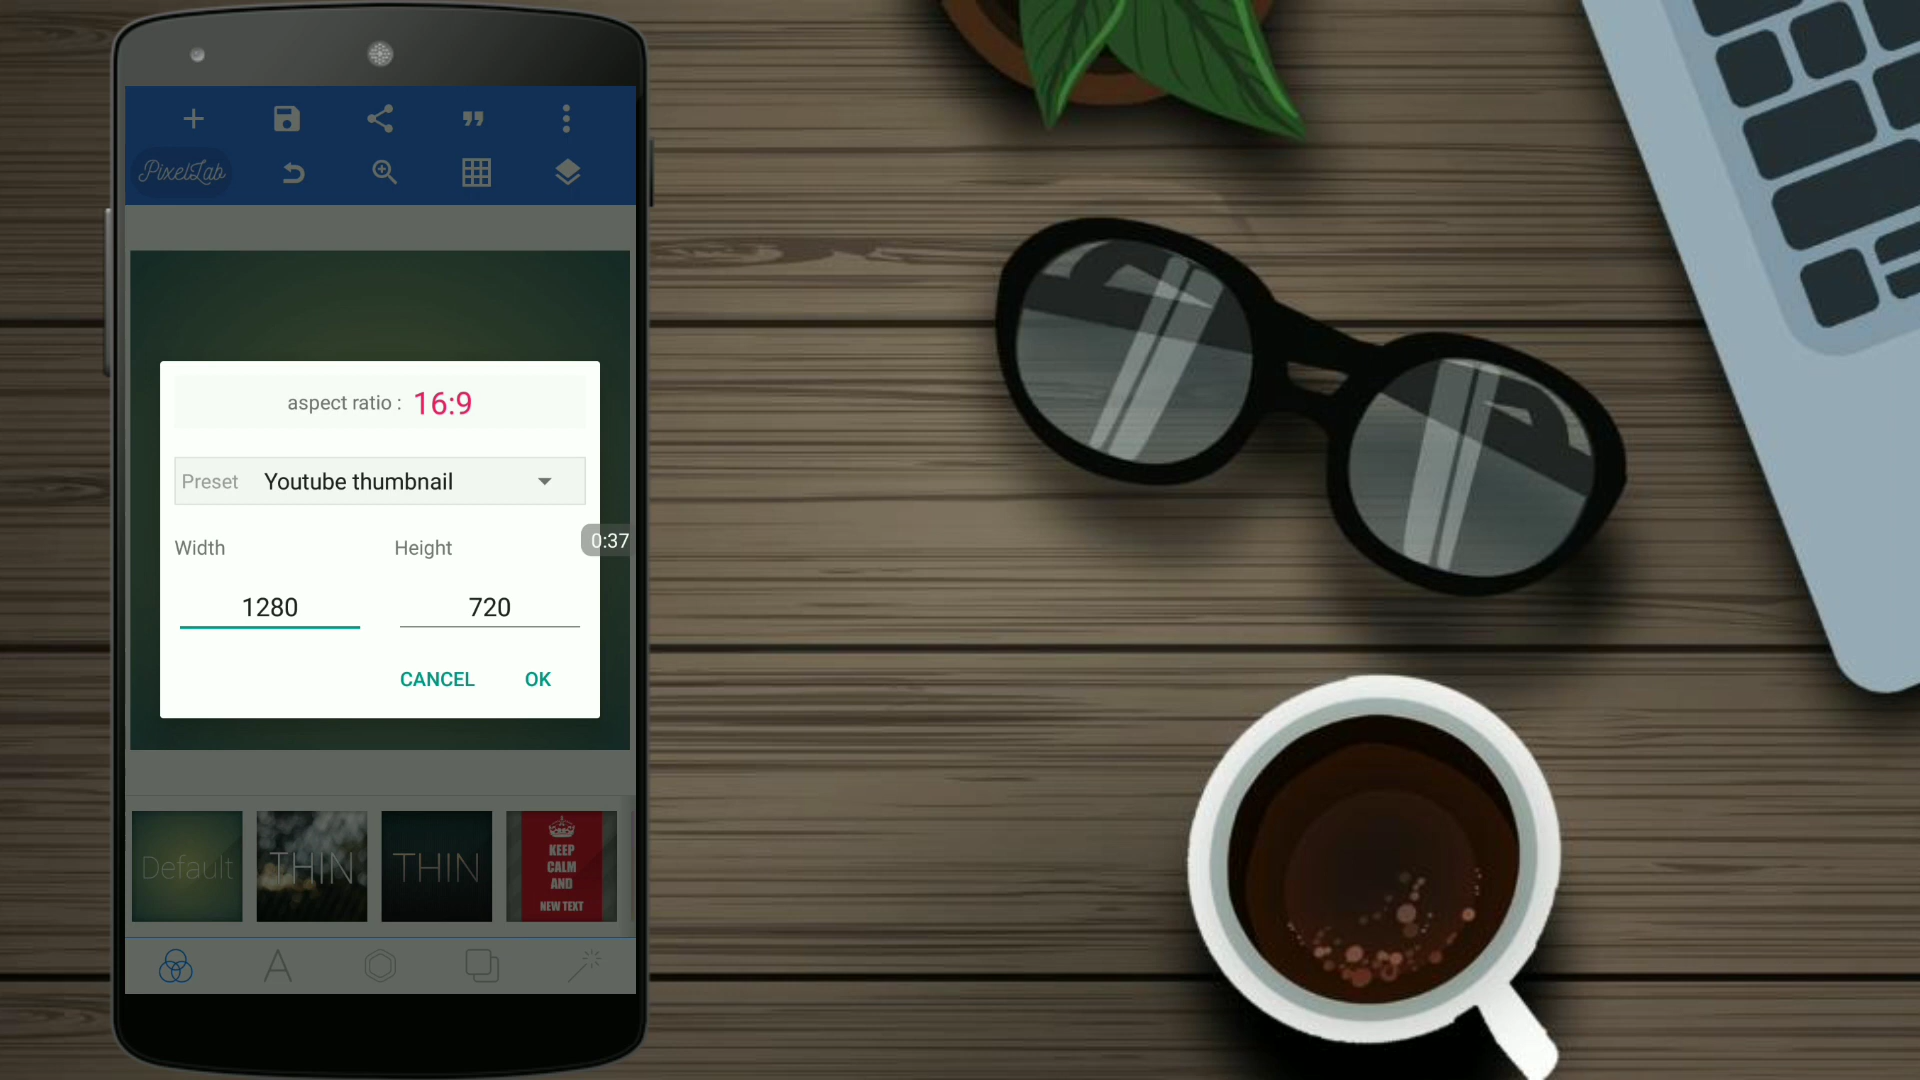 PixelLab
aspect ratio : 16:9
Preset Youtube thumbnail
0:37
Width Height
1280 720
CANCEL OK
Default
THIN
THIN
KEEP
CALM
AND
NEW TEXT
A